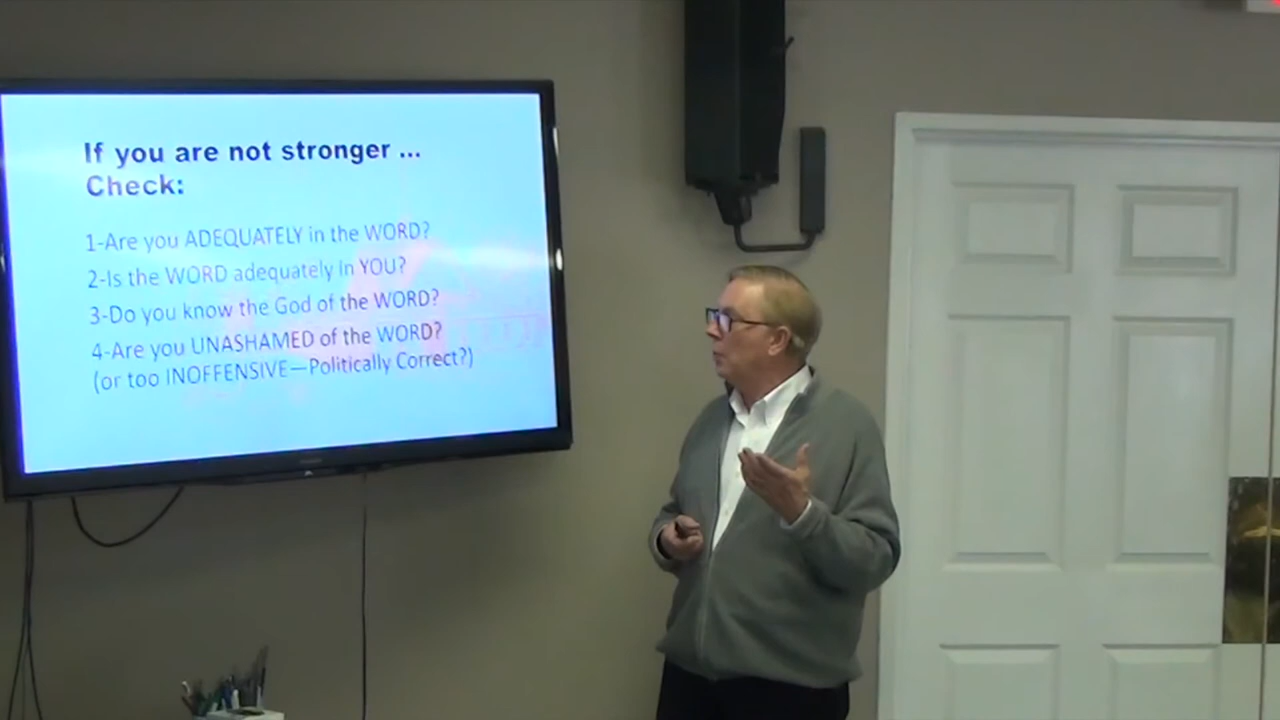 If you are not stronger ...
Check:
1-Are you ADEQUATELY in the WORD?
2-Is the WORD adequately in YOU?
3-Do you know the God of the WORD?
4-Are you UNASHAMED of the WORD?
(or too INOFFENSIVE—Politically Correct?)